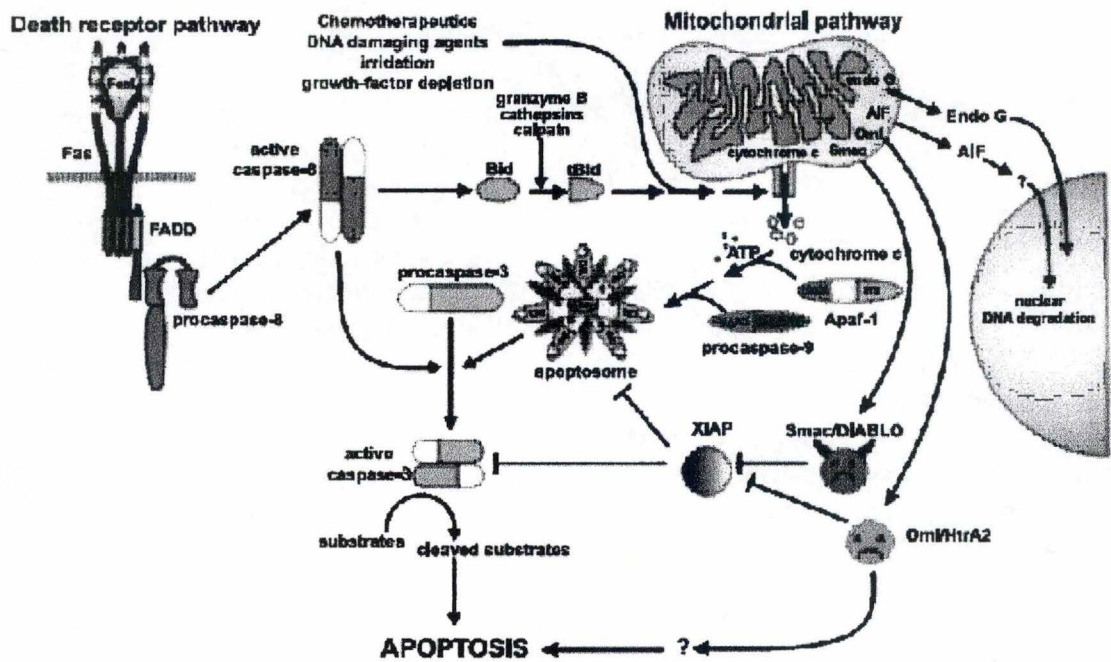 Death receptor pathway
Chemotherapeutics
DNA damaging agents
irridation
growth-factor depletion
Mitochondrial pathway
FasL
Fas
FADD
procaspase-8
active
caspase-8
granzyme B
cathepsins
calpain
Bid
tBid
endo G
AIF
Omi
Smac
cytochrome c
Endo G
AIF
?
nuclear
DNA degradation
ATP
cytochrome c
Apaf-1
procaspase-9
procaspase-3
apoptosome
XIAP
Smac/DIABLO
active
caspase-3
Omi/HtrA2
substrates
cleaved substrates
APOPTOSIS
?